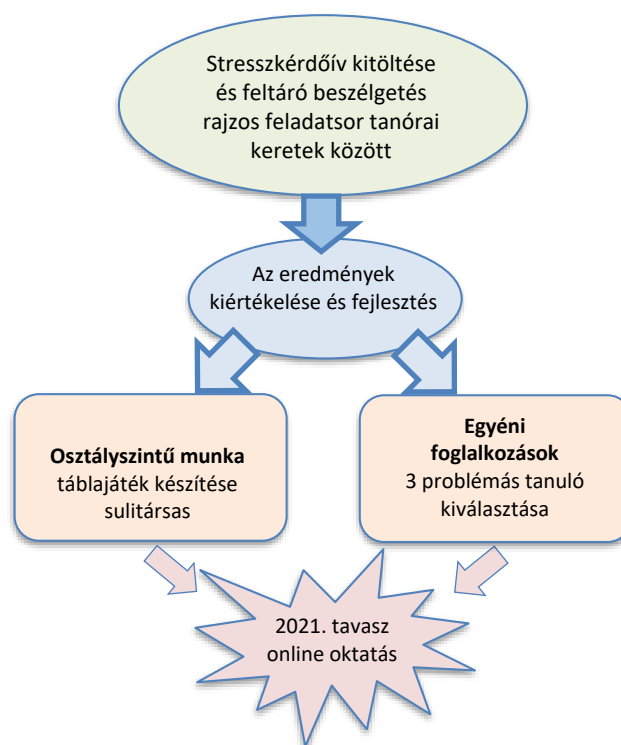 Stresszkérdőív kitöltése
és feltáró beszélgetés
rajzos feladatsor tanórai
keretek között
Az eredmények
kiértékelése és fejlesztés
Osztályszintű munka
táblajáték készítése
sulitársas
Egyéni
foglalkozások
3 problémás tanuló
kiválasztása
2021. tavasz
online oktatás